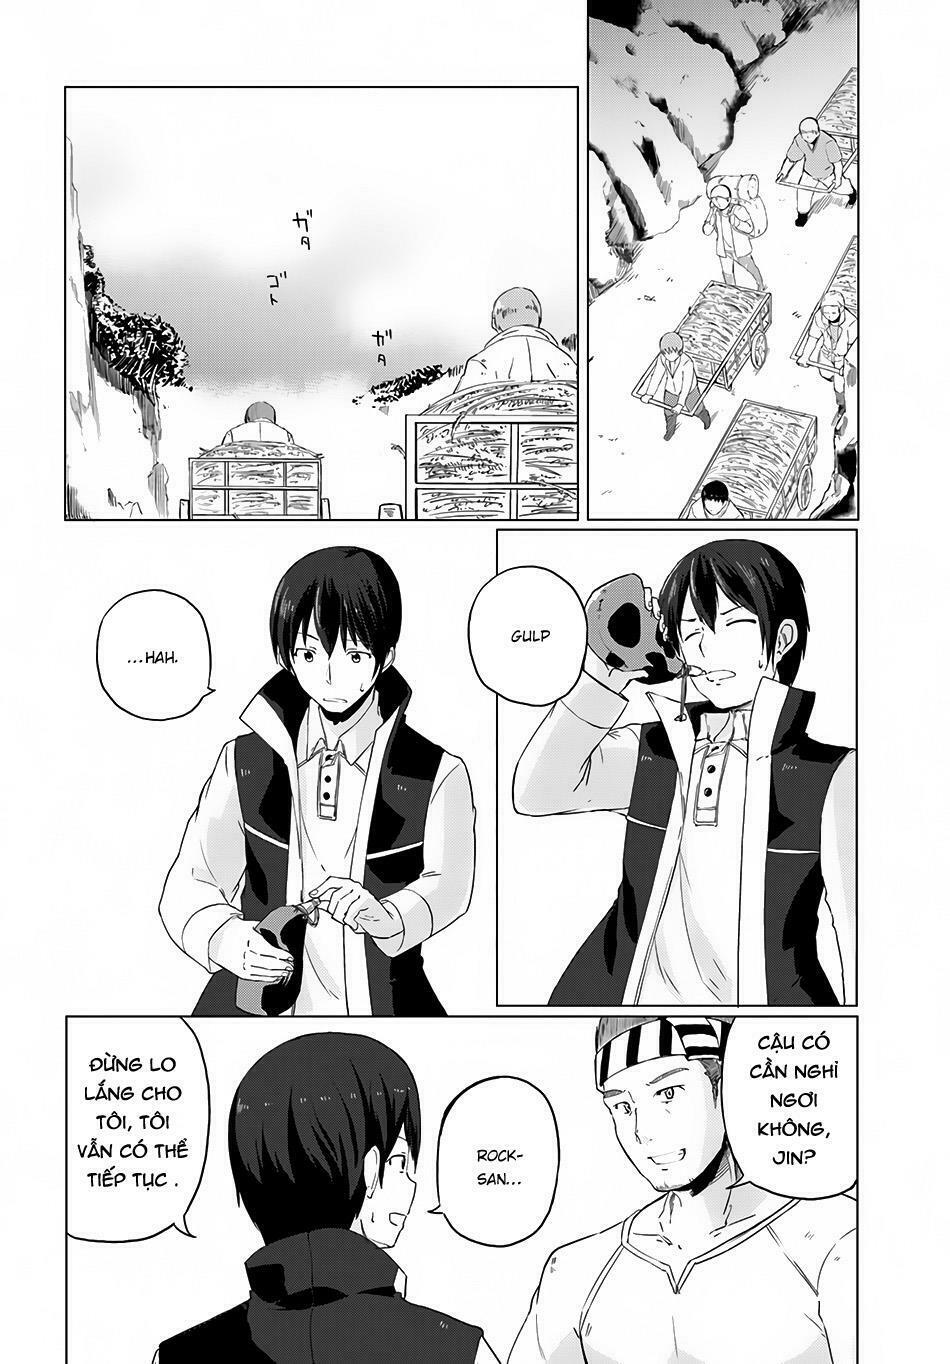 ガタ
ゴト
ガタ
GULP
...HAH.
CẬU CÓ
CẦN NGHỈ
NGƠI
KHÔNG,
JIN?
ROCK-
SAN...
ĐỪNG LO
LẮNG CHO
TÔI, TÔI
VẪN CÓ THỂ
TIẾP TỤC .